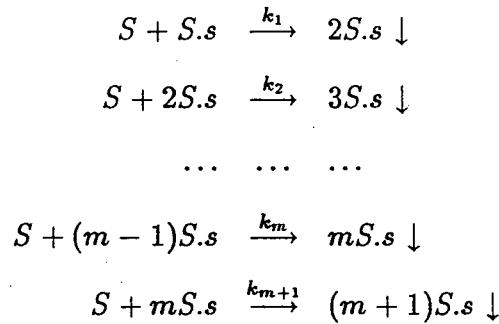 S + S.s k₁ → 2S.s ↓
S + 2S.s k₂ → 3S.s ↓
... ... ...
S + (m − 1)S.s kₘ → mS.s ↓
S + mS.s kₘ₊₁ → (m + 1)S.s ↓